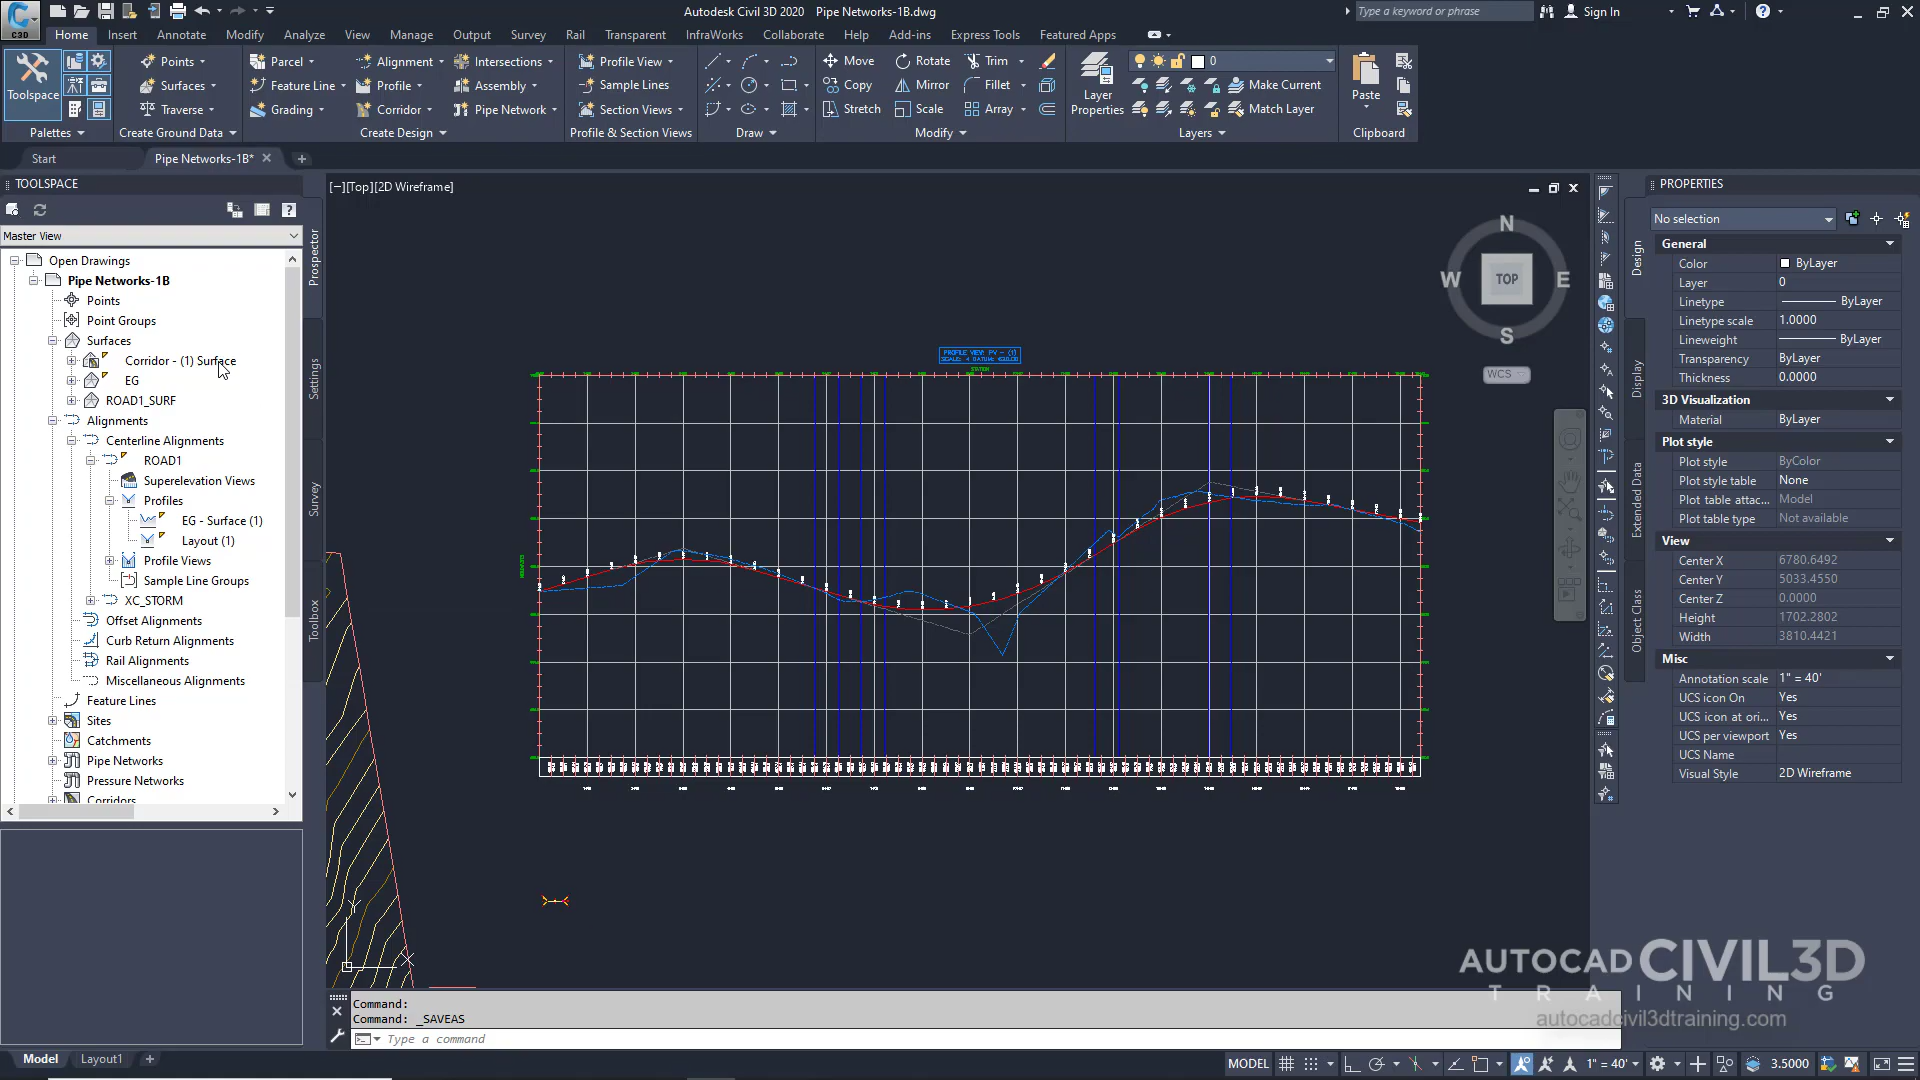 Autodesk Civil 3D 2020 Pipe Networks-1B.dwg
Type a keyword or phrase
Sign In
C3D
Home Insert Annotate Modify Analyze View Manage Output Survey Rail Transparent InfraWorks Collaborate Help Add-ins Express Tools Featured Apps
Points Parcel Alignment Intersections Profile View Move Rotate Trim 0
Toolspace Surfaces Feature Line Profile Assembly Sample Lines Copy Mirror Fillet Layer Properties Make Current Paste
Traverse Grading Corridor Pipe Network Section Views Stretch Scale Array Match Layer
Palettes Create Ground Data Create Design Profile & Section Views Draw Modify Layers Clipboard
Start Pipe Networks-1B*
TOOLSPACE
Master View
Open Drawings
Pipe Networks-1B
Points
Point Groups
Surfaces
Corridor - (1) Surface
EG
ROAD1_SURF
Alignments
Centerline Alignments
ROAD1
Superelevation Views
Profiles
EG - Surface (1)
Layout (1)
Profile Views
Sample Line Groups
XC_STORM
Offset Alignments
Curb Return Alignments
Rail Alignments
Miscellaneous Alignments
Feature Lines
Sites
Catchments
Pipe Networks
Pressure Networks
Corridors
Prospector
Settings
Survey
Toolbox
[−][Top][2D Wireframe]
PROFILE VIEW: PV - (1)
STATION
N
W TOP E
S
WCS
Y
X
Command:
Command: _SAVEAS
Type a command
PROPERTIES
No selection
Design
Display
Extended Data
Object Class
General
Color ByLayer
Layer 0
Linetype ByLayer
Linetype scale 1.0000
Lineweight ByLayer
Transparency ByLayer
Thickness 0.0000
3D Visualization
Material ByLayer
Plot style
Plot style ByColor
Plot style table None
Plot table attac... Model
Plot table type Not available
View
Center X 6780.6492
Center Y 5033.4550
Center Z 0.0000
Height 1702.2802
Width 3810.4421
Misc
Annotation scale 1" = 40'
UCS icon On Yes
UCS icon at ori... Yes
UCS per viewport Yes
UCS Name
Visual Style 2D Wireframe
AUTOCAD CIVIL3D
TRAINING
autocadcivil3dtraining.com
Model Layout1
MODEL 1" = 40' 3.5000